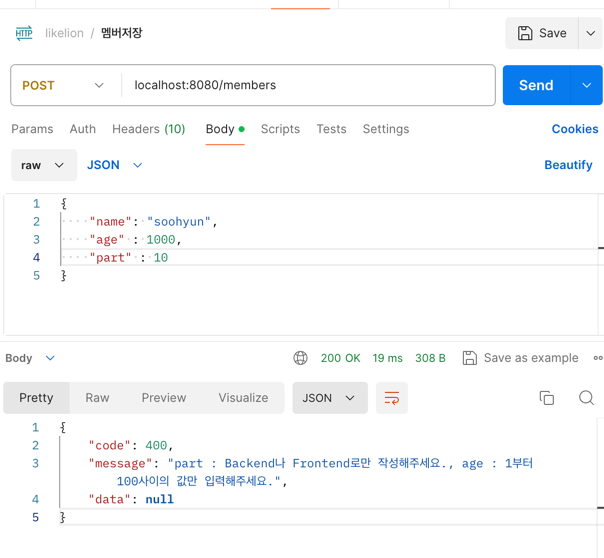 HTTP likelion / 멤버저장 Save
POST localhost:8080/members Send
Params Auth Headers (10) Body Scripts Tests Settings Cookies
raw JSON Beautify
1 {
2 "name": "soohyun",
3 "age" : 1000,
4 "part" : 10
5 }
Body 200 OK 19 ms 308 B Save as example
Pretty Raw Preview Visualize JSON
1 {
2 "code": 400,
3 "message": "part : Backend나 Frontend로만 작성해주세요., age : 1부터
100사이의 값만 입력해주세요.",
4 "data": null
5 }